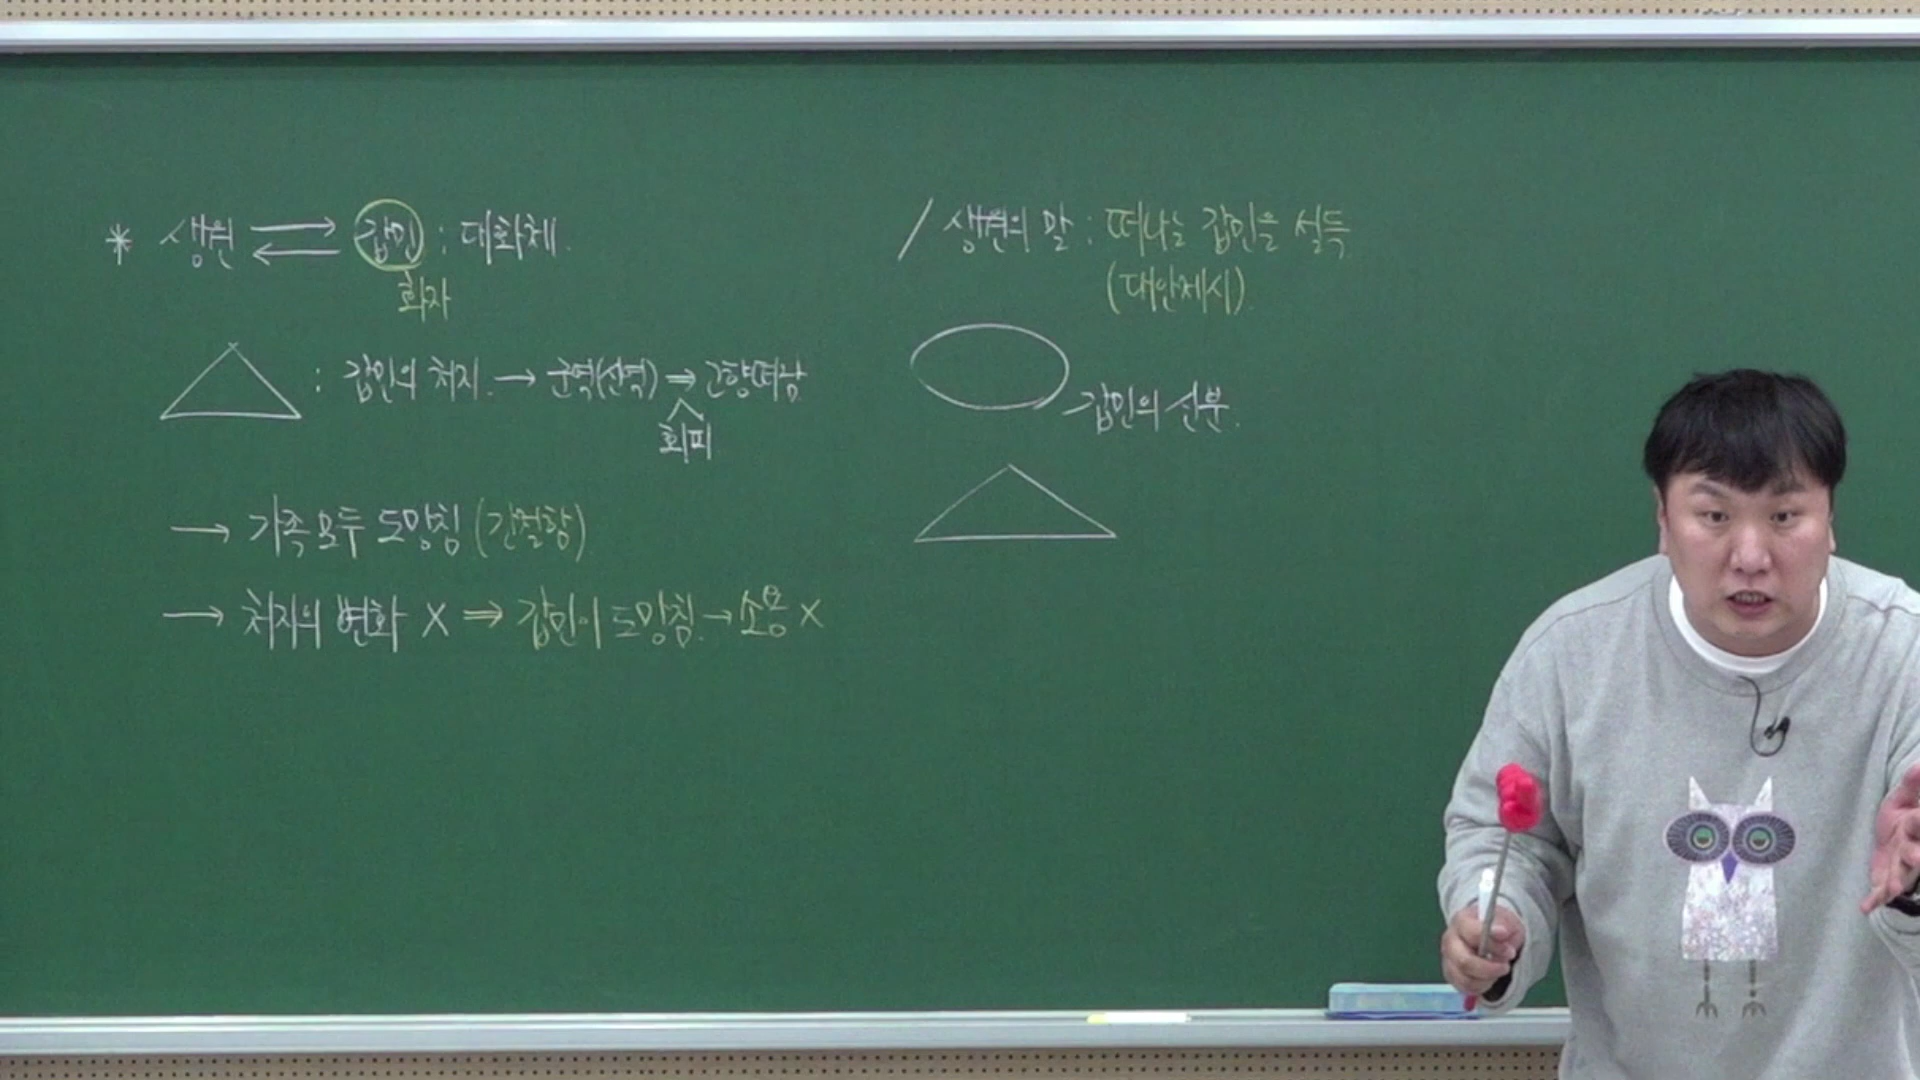 * 생원 ⇄ 갑민 : 대화체.
화자
: 갑민의 처지. → 군역(신역) ⇒ 고향떠남
회피
→ 가족 모두 도망침 (간절함)
→ 처지의 변화 X ⇒ 갑민이 도망침. → 소용 X
/ 생원의 말 : 떠나는 갑민을 설득
(대안제시).
갑민의 신분.